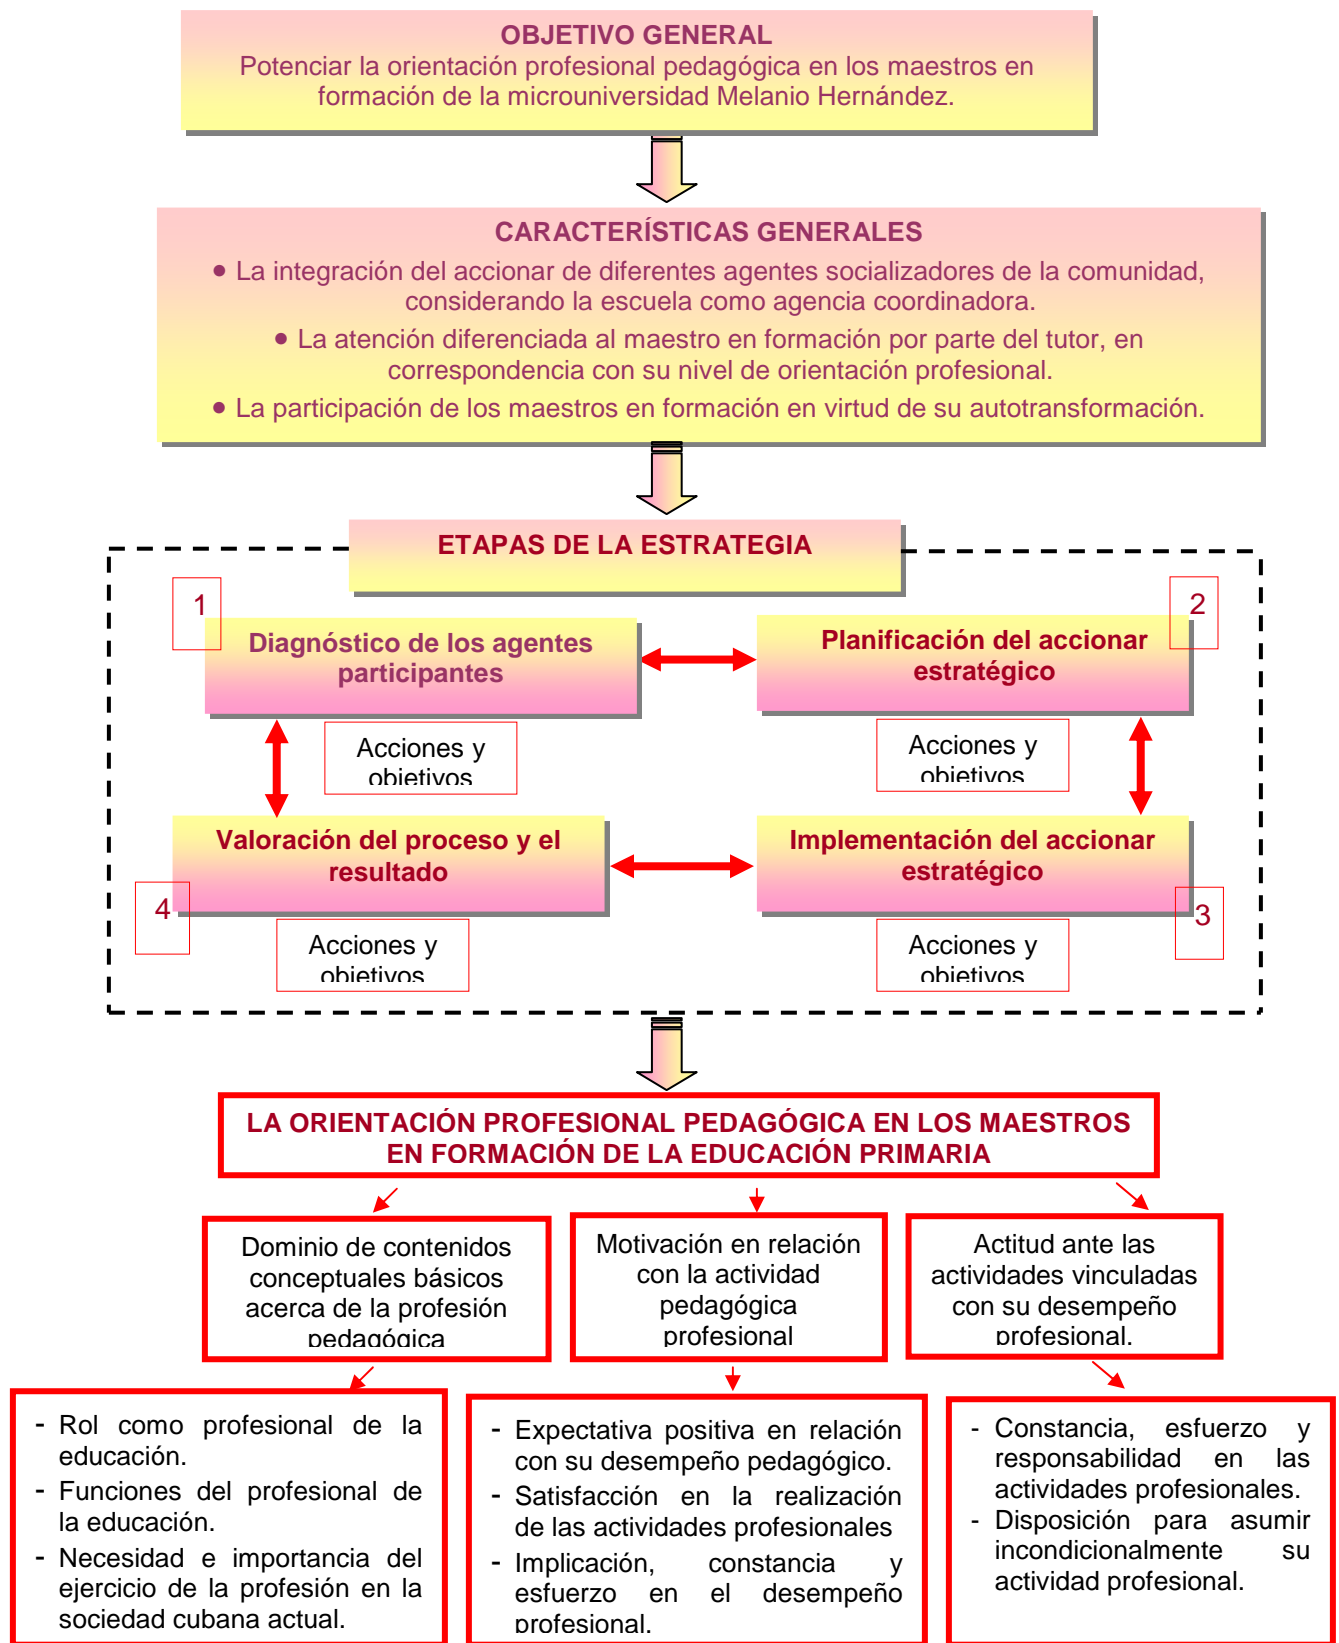 OBJETIVO GENERAL
Potenciar la orientación profesional pedagógica en los maestros en
formación de la microuniversidad Melanio Hernández.
CARACTERÍSTICAS GENERALES
• La integración del accionar de diferentes agentes socializadores de la comunidad,
considerando la escuela como agencia coordinadora.
• La atención diferenciada al maestro en formación por parte del tutor, en
correspondencia con su nivel de orientación profesional.
• La participación de los maestros en formación en virtud de su autotransformación.
ETAPAS DE LA ESTRATEGIA
1
Diagnóstico de los agentes
participantes
Acciones y
objetivos
2
Planificación del accionar
estratégico
Acciones y
objetivos
4
Valoración del proceso y el
resultado
Acciones y
objetivos
3
Implementación del accionar
estratégico
Acciones y
objetivos
LA ORIENTACIÓN PROFESIONAL PEDAGÓGICA EN LOS MAESTROS
EN FORMACIÓN DE LA EDUCACIÓN PRIMARIA
Dominio de contenidos
conceptuales básicos
acerca de la profesión
pedagógica
Motivación en relación
con la actividad
pedagógica
profesional
Actitud ante las
actividades vinculadas
con su desempeño
profesional.
- Rol como profesional de la
educación.
- Funciones del profesional de
la educación.
- Necesidad e importancia del
ejercicio de la profesión en la
sociedad cubana actual.
- Expectativa positiva en relación
con su desempeño pedagógico.
- Satisfacción en la realización
de las actividades profesionales
- Implicación, constancia y
esfuerzo en el desempeño
profesional.
- Constancia, esfuerzo y
responsabilidad en las
actividades profesionales.
- Disposición para asumir
incondicionalmente su
actividad profesional.